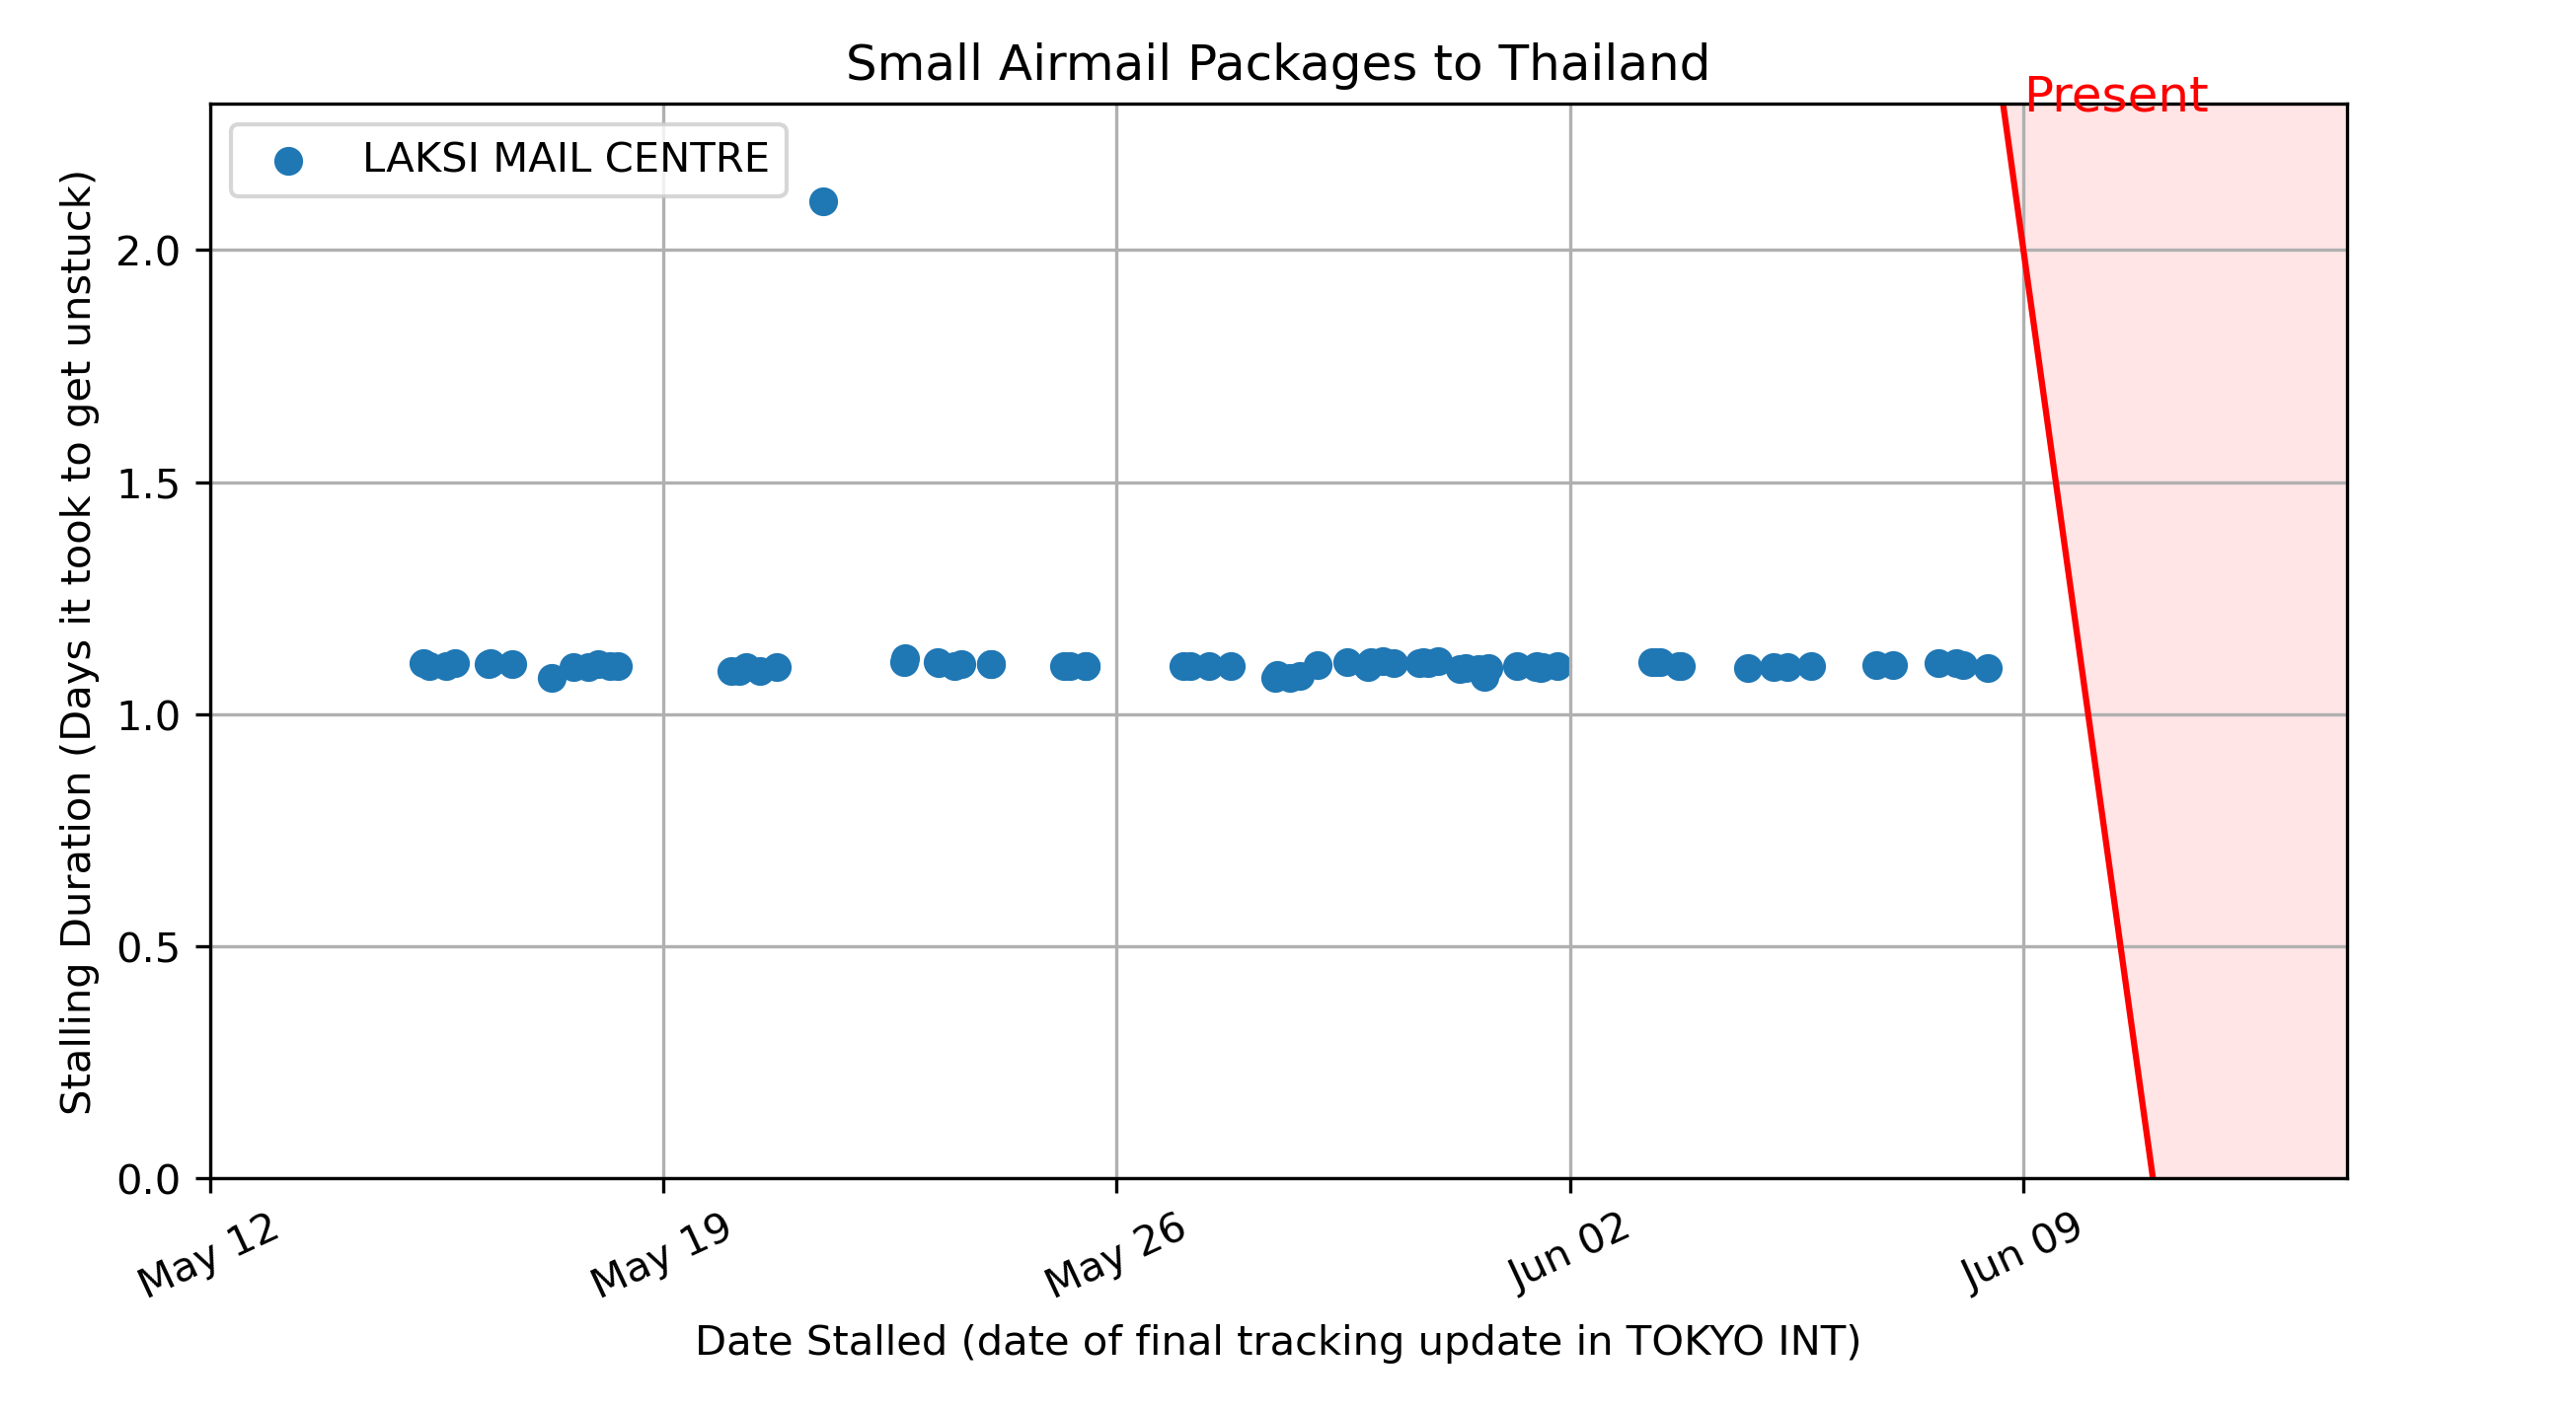 Small Airmail Packages to Thailand
Present
LAKSI MAIL CENTRE
Stalling Duration (Days it took to get unstuck)
2.0
1.5
1.0
0.5
0.0
May 12
May 19
May 26
Jun 02
Jun 09
Date Stalled (date of final tracking update in TOKYO INT)